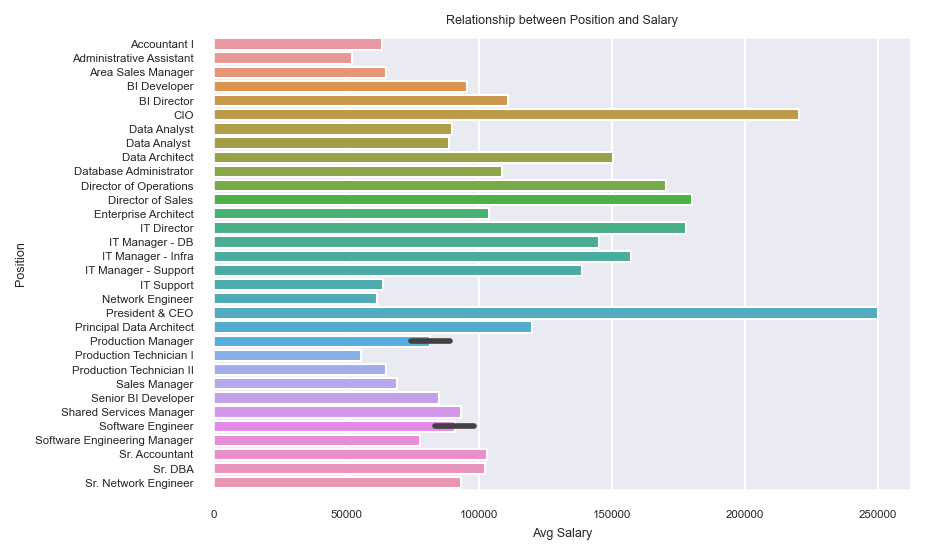 Relationship between Position and Salary
Accountant I
Administrative Assistant
Area Sales Manager
BI Developer
BI Director
CIO
Data Analyst
Data Analyst
Data Architect
Database Administrator
Director of Operations
Director of Sales
Enterprise Architect
IT Director
IT Manager - DB
IT Manager - Infra
IT Manager - Support
IT Support
Network Engineer
President & CEO
Principal Data Architect
Production Manager
Production Technician I
Production Technician II
Sales Manager
Senior BI Developer
Shared Services Manager
Software Engineer
Software Engineering Manager
Sr. Accountant
Sr. DBA
Sr. Network Engineer
Position
0 50000 100000 150000 200000 250000
Avg Salary